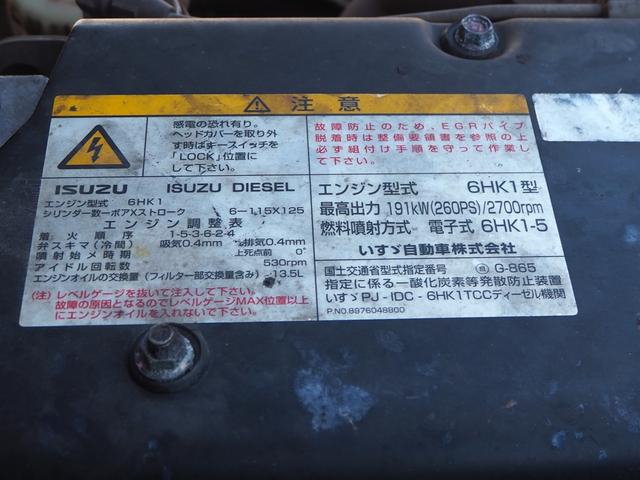 注意
感電の恐れ有り。
ヘッドカバーを取り外
す時はキースイッチを
「LOCK」位置に
して下さい。
故障防止のため、EGRパイプ
脱着時は整備要領書を参照の上
必ず組付け手順を守って作業し
て下さい。
ISUZU ISUZU DIESEL
エンジン型式 6HK1
シリンダー数ーボアXストローク 6-115X125
エンジン調整表
着火順序 1-5-3-6-2-4
弁スキマ(冷間) 吸気0.4mm 排気0.4mm
噴射始メ時期 上死点前 0°
アイドル回転数 530rpm
エンジンオイルの交換量(フィルター部交換量含み) 13.5L
(注)レベルゲージを抜いて注入して下さい。
故障の原因となるのでレベルゲージMAX位置以上
にエンジンオイルを入れないで下さい。
エンジン型式 6HK1型
最高出力 191kW(260PS)/2700rpm
燃料噴射方式 電子式 6HK1-5
いすゞ自動車株式会社
国土交通省型式指定番号 G-865
指定に係る一酸化炭素等発散防止装置
いすゞPJ-IDC-6HK1TCCディーゼル機関
P.NO.8976048800